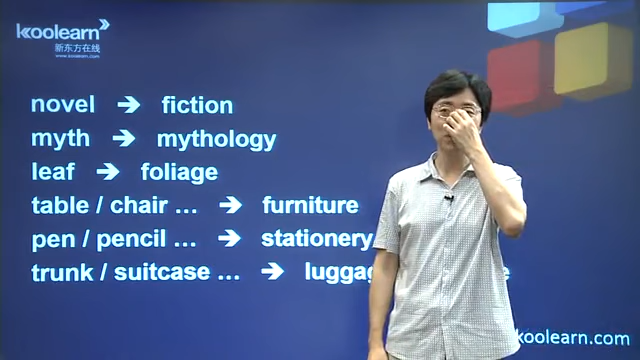 koolearn
新东方在线
www.koolearn.com
novel → fiction
myth → mythology
leaf → foliage
table / chair ... → furniture
pen / pencil ... → stationery
trunk / suitcase ... →
koolearn.com